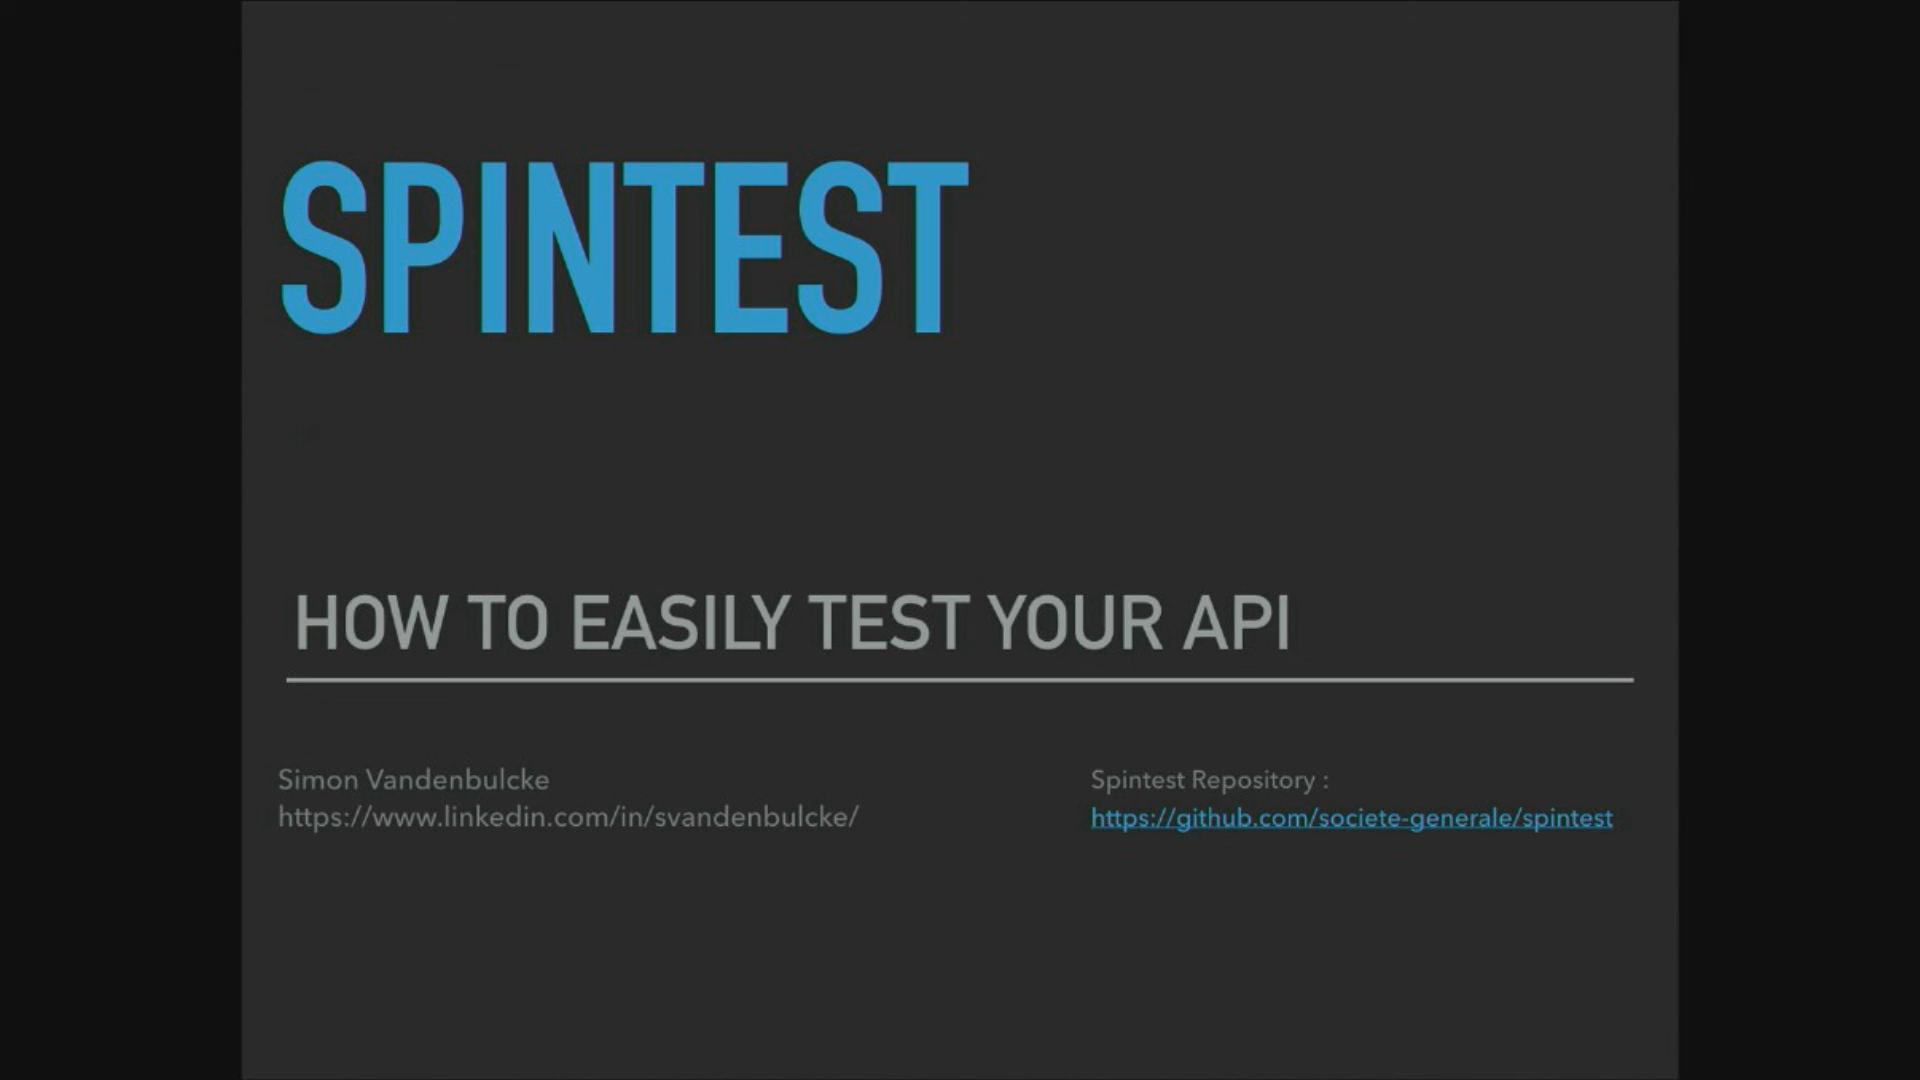 SPINTEST
HOW TO EASILY TEST YOUR API
Simon Vandenbulcke
https://www.linkedin.com/in/svandenbulcke/
Spintest Repository :
https://github.com/societe-generale/spintest